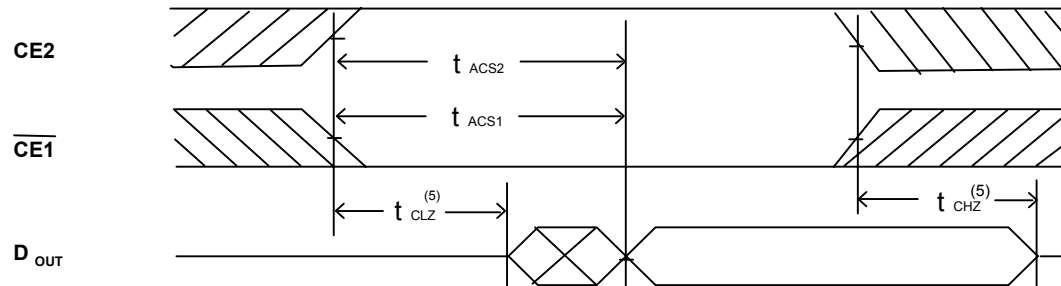 CE2
t ACS2
t ACS1
CE1
t CLZ (5)
t CHZ (5)
D OUT